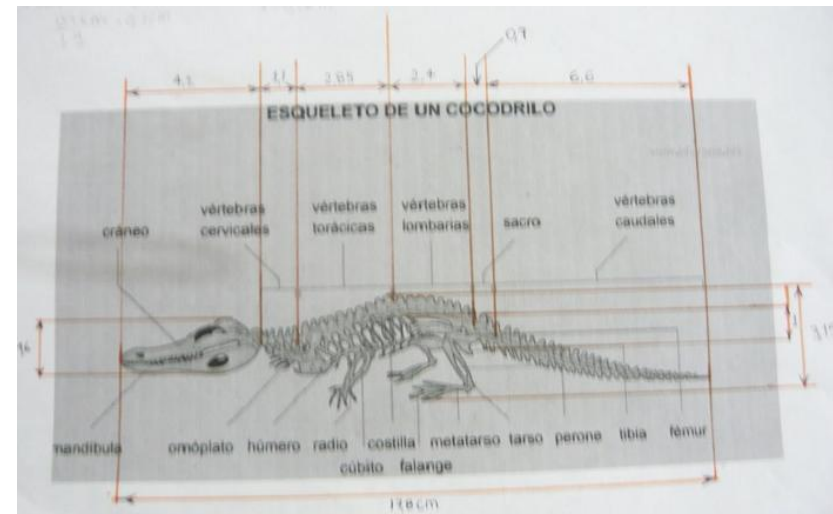 0,7
4,1 1,1 2,85 2,4 6,6
ESQUELETO DE UN COCODRILO
cráneo
vértebras cervicales
vértebras torácicas
vértebras lombarias
sacro
vértebras caudales
mandíbula omóplato húmero radio costilla metatarso tarso perone tibia fémur
cúbito falange